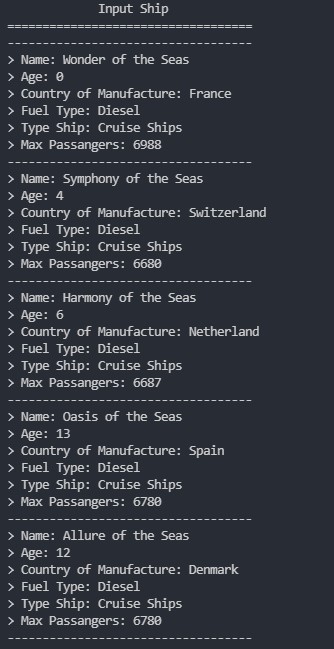 Input Ship
===================================
-----------------------------------
> Name: Wonder of the Seas
> Age: 0
> Country of Manufacture: France
> Fuel Type: Diesel
> Type Ship: Cruise Ships
> Max Passangers: 6988
-----------------------------------
> Name: Symphony of the Seas
> Age: 4
> Country of Manufacture: Switzerland
> Fuel Type: Diesel
> Type Ship: Cruise Ships
> Max Passangers: 6680
-----------------------------------
> Name: Harmony of the Seas
> Age: 6
> Country of Manufacture: Netherland
> Fuel Type: Diesel
> Type Ship: Cruise Ships
> Max Passangers: 6687
-----------------------------------
> Name: Oasis of the Seas
> Age: 13
> Country of Manufacture: Spain
> Fuel Type: Diesel
> Type Ship: Cruise Ships
> Max Passangers: 6780
-----------------------------------
> Name: Allure of the Seas
> Age: 12
> Country of Manufacture: Denmark
> Fuel Type: Diesel
> Type Ship: Cruise Ships
> Max Passangers: 6780
-----------------------------------